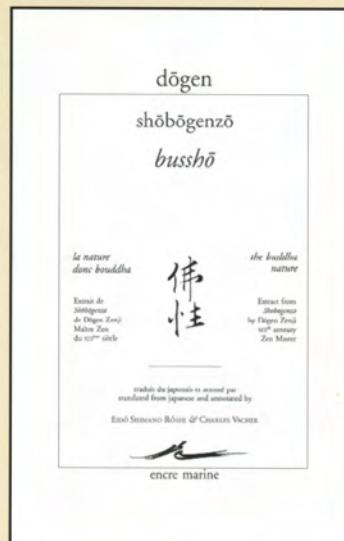 dōgen
shōbōgenzō
busshō
la nature
donc bouddha
the buddha
nature
佛性
Extrait de
Shōbōgenzō
de Dōgen Zenji
Maître Zen
du XIIIème siècle
Extract from
Shobogenzo
by Dōgen Zenji
XIIIth century
Zen Master
traduit du japonais et annoté par
translated from japanese and annotated by
Eidō Shimano Rōshi & Charles Vacher
encre marine